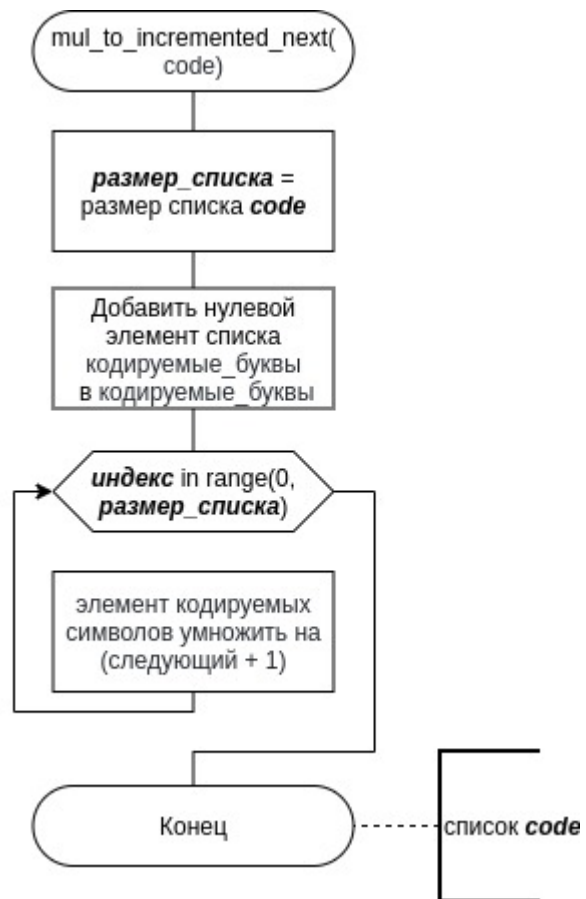 mul_to_incremented_next(
code)
размер_списка =
размер списка code
Добавить нулевой
элемент списка
кодируемые_буквы
в кодируемые_буквы
индекс in range(0,
размер_списка)
элемент кодируемых
символов умножить на
(следующий + 1)
Конец
список code